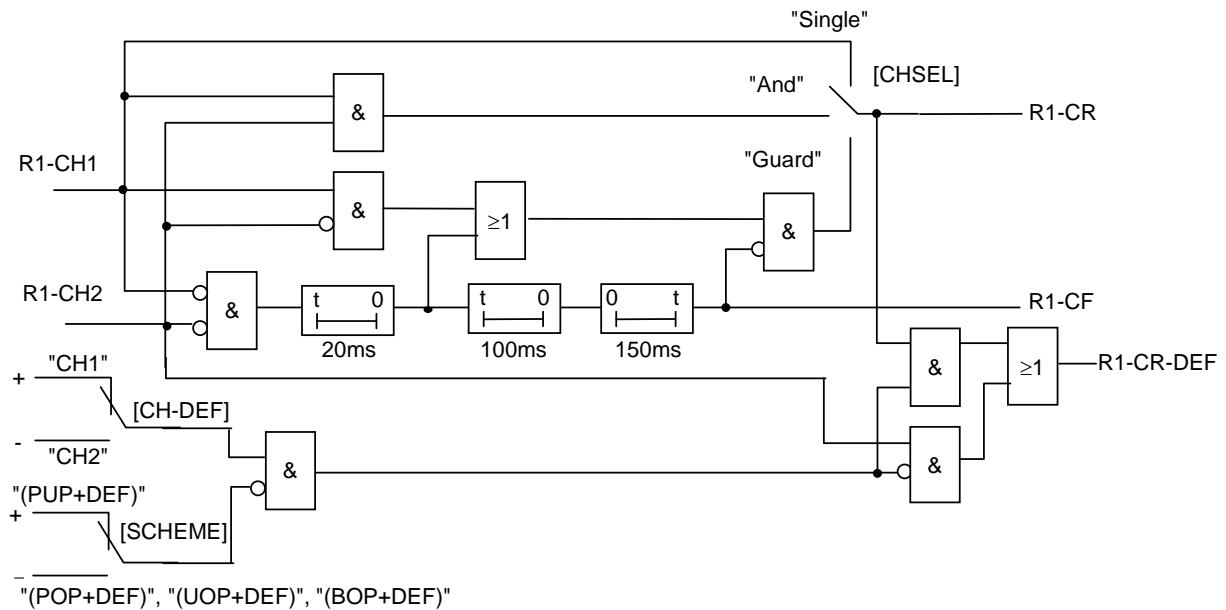 "Single"
[CHSEL]
"And"
&
R1-CR
R1-CH1
"Guard"
&
≥1
&
R1-CH2
&
t 0
20ms
t 0
100ms
0 t
150ms
R1-CF
&
≥1
R1-CR-DEF
+ "CH1"
[CH-DEF]
- "CH2"
&
&
"(PUP+DEF)"
+
[SCHEME]
−
"(POP+DEF)", "(UOP+DEF)", "(BOP+DEF)"